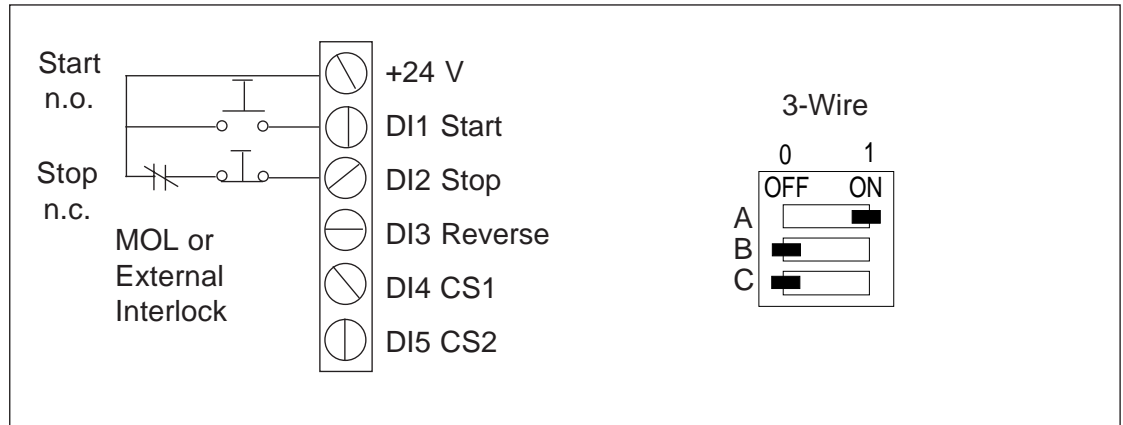 Start
n.o.
Stop
n.c.
MOL or
External
Interlock
+24 V
DI1 Start
DI2 Stop
DI3 Reverse
DI4 CS1
DI5 CS2
3-Wire
0 1
OFF ON
A
B
C